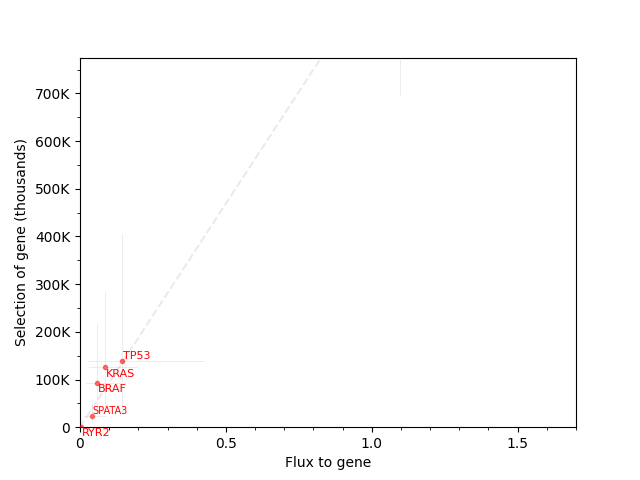 700K
600K
500K
400K
300K
200K
100K
0
Selection of gene (thousands)
TP53
KRAS
BRAF
SPATA3
RYR2
0
0.5
1.0
1.5
Flux to gene